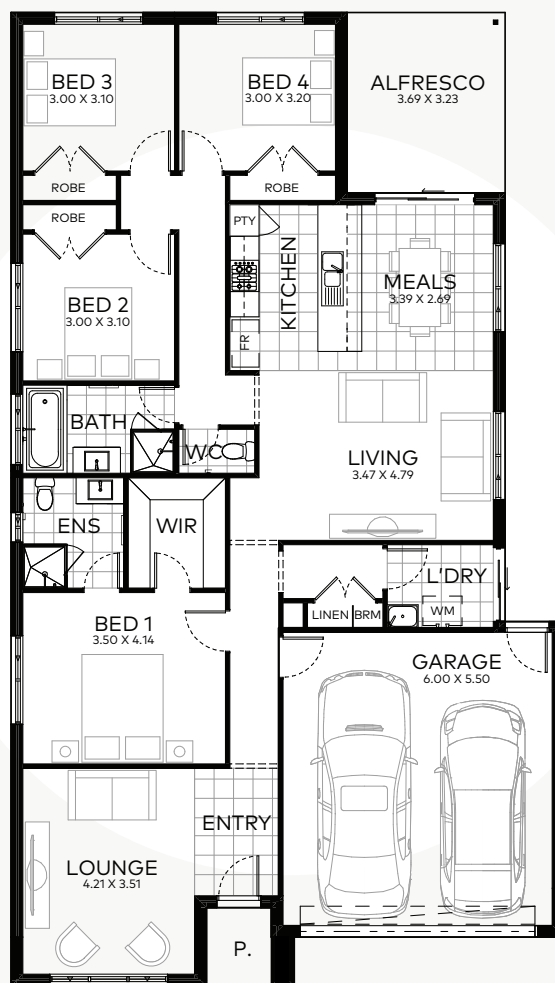 BED 3
3.00 X 3.10
BED 4
3.00 X 3.20
ALFRESCO
3.69 X 3.23
ROBE
ROBE
ROBE
PTY
KITCHEN
MEALS
3.39 X 2.69
BED 2
3.00 X 3.10
FR
BATH
WC
LIVING
3.47 X 4.79
ENS
WIR
L'DRY
WM
LINEN
BRM
BED 1
3.50 X 4.14
GARAGE
6.00 X 5.50
ENTRY
LOUNGE
4.21 X 3.51
P.